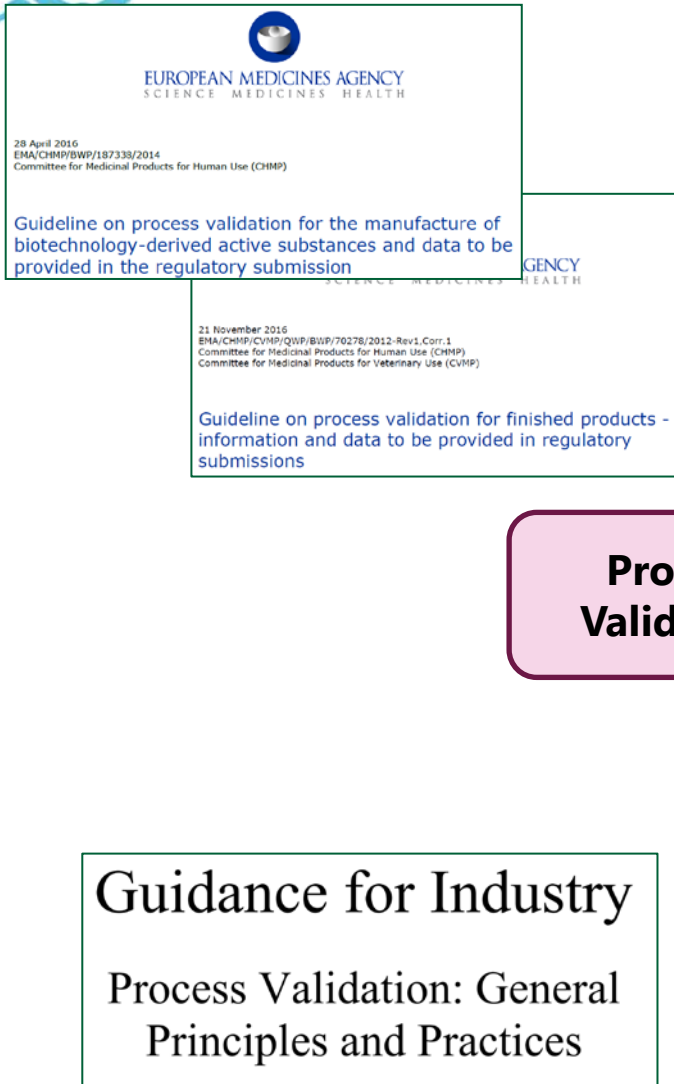 EUROPEAN MEDICINES AGENCY
SCIENCE MEDICINES HEALTH
28 April 2016
EMA/CHMP/BWP/187338/2014
Committee for Medicinal Products for Human Use (CHMP)
Guideline on process validation for the manufacture of
biotechnology-derived active substances and data to be
provided in the regulatory submission
GENCY
SCIENCE MEDICINES HEALTH
21 November 2016
EMA/CHMP/CVMP/QWP/BWP/70278/2012-Rev1,Corr.1
Committee for Medicinal Products for Human Use (CHMP)
Committee for Medicinal Products for Veterinary Use (CVMP)
Guideline on process validation for finished products -
information and data to be provided in regulatory
submissions
Pro
Valid
Guidance for Industry
Process Validation: General
Principles and Practices